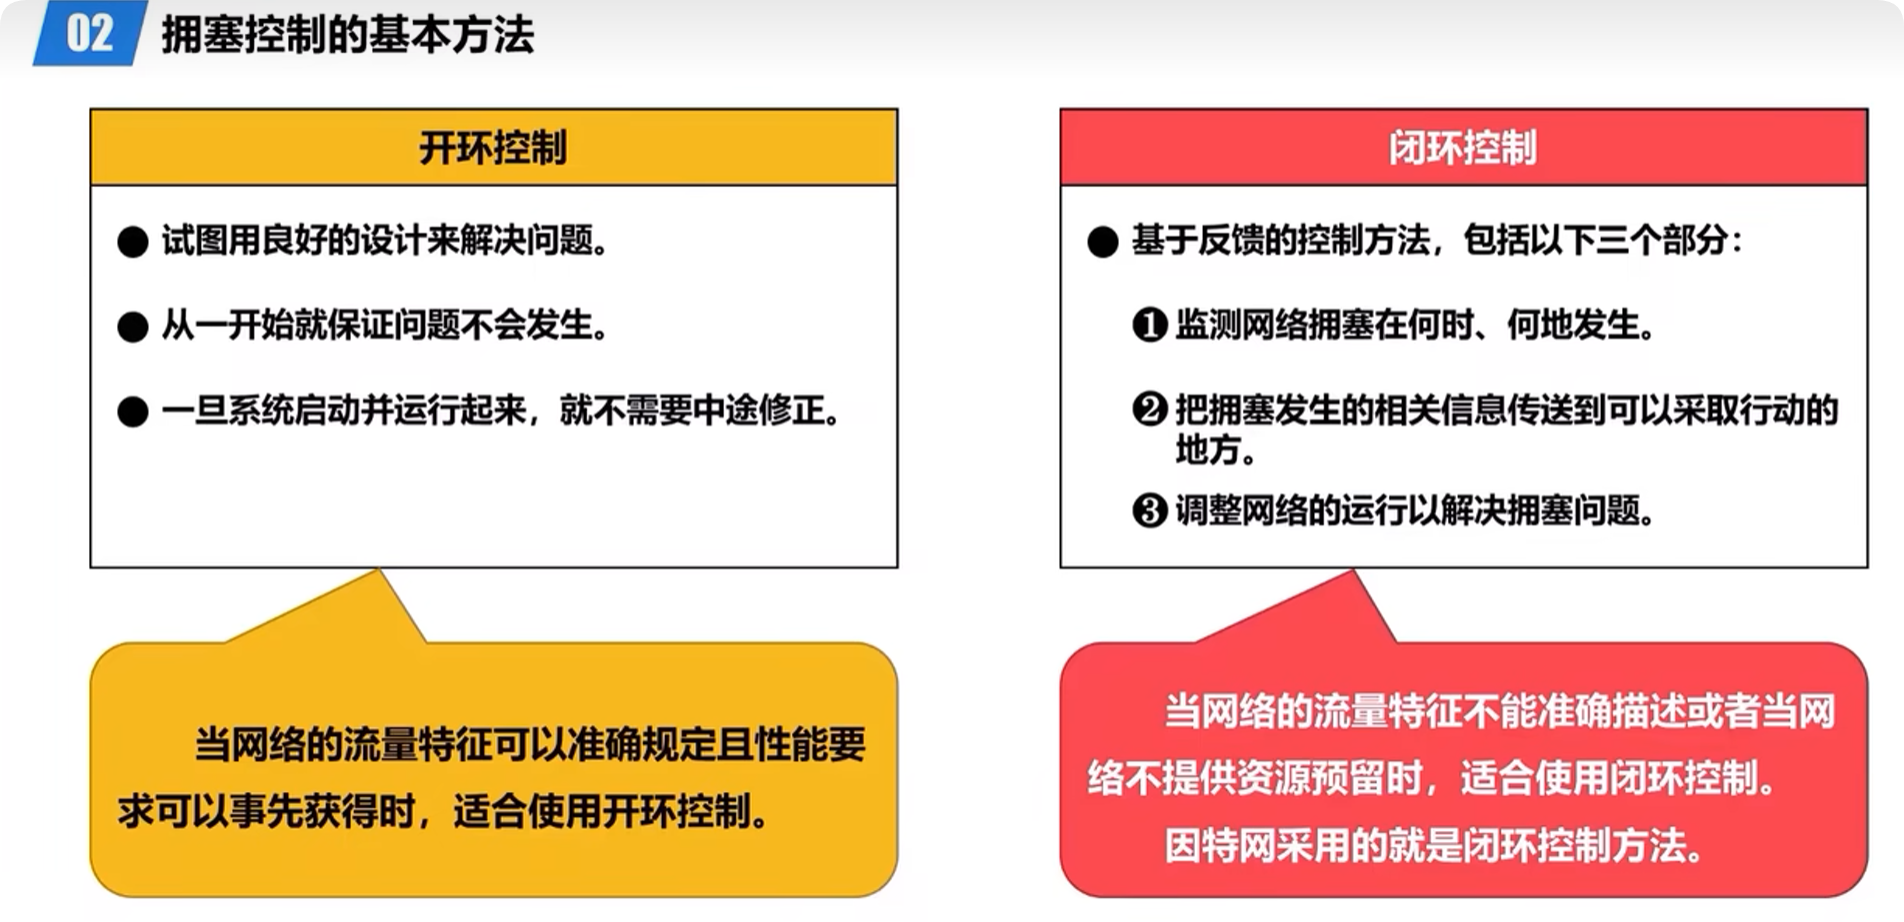 02 拥塞控制的基本方法
开环控制
● 试图用良好的设计来解决问题。
● 从一开始就保证问题不会发生。
● 一旦系统启动并运行起来，就不需要中途修正。
当网络的流量特征可以准确规定且性能要
求可以事先获得时，适合使用开环控制。
闭环控制
● 基于反馈的控制方法，包括以下三个部分：
❶ 监测网络拥塞在何时、何地发生。
❷ 把拥塞发生的相关信息传送到可以采取行动的
地方。
❸ 调整网络的运行以解决拥塞问题。
当网络的流量特征不能准确描述或者当网
络不提供资源预留时，适合使用闭环控制。
因特网采用的就是闭环控制方法。